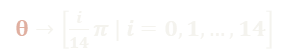 θ → [i/14 π | i = 0, 1, ..., 14]